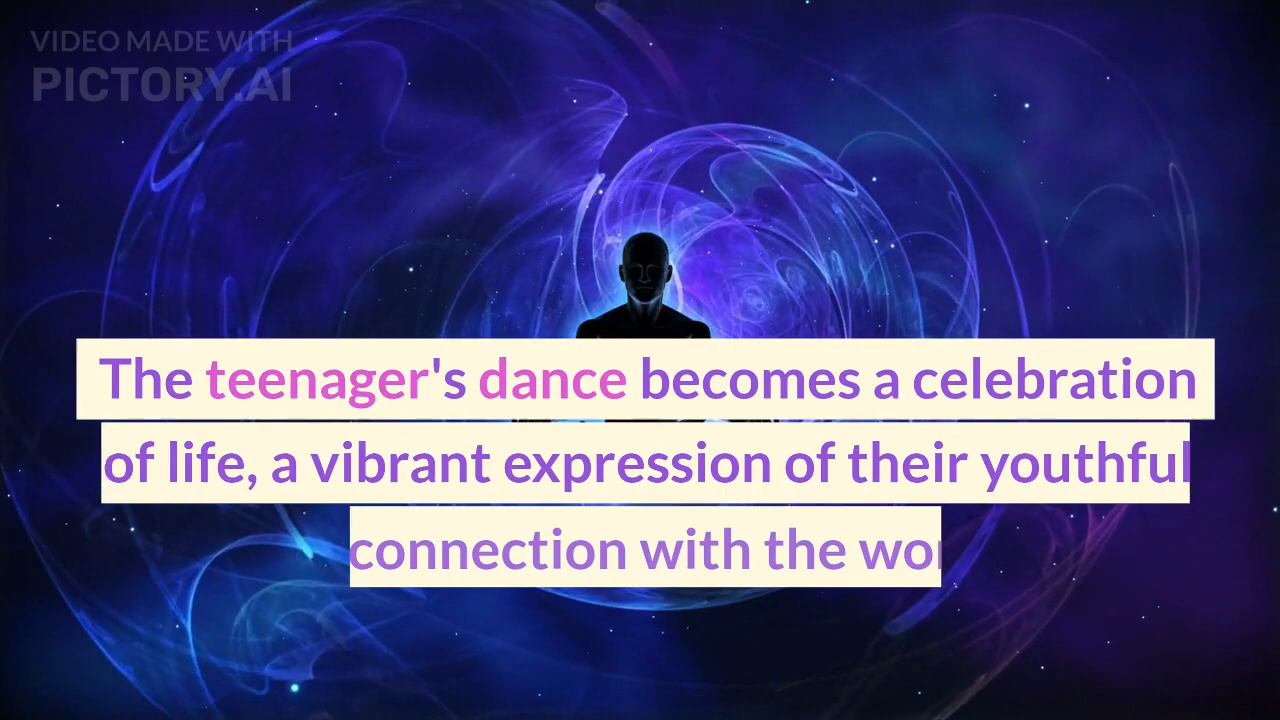 VIDEO MADE WITH
PICTORY.AI
The teenager's dance becomes a celebration
of life, a vibrant expression of their youthful
connection with the